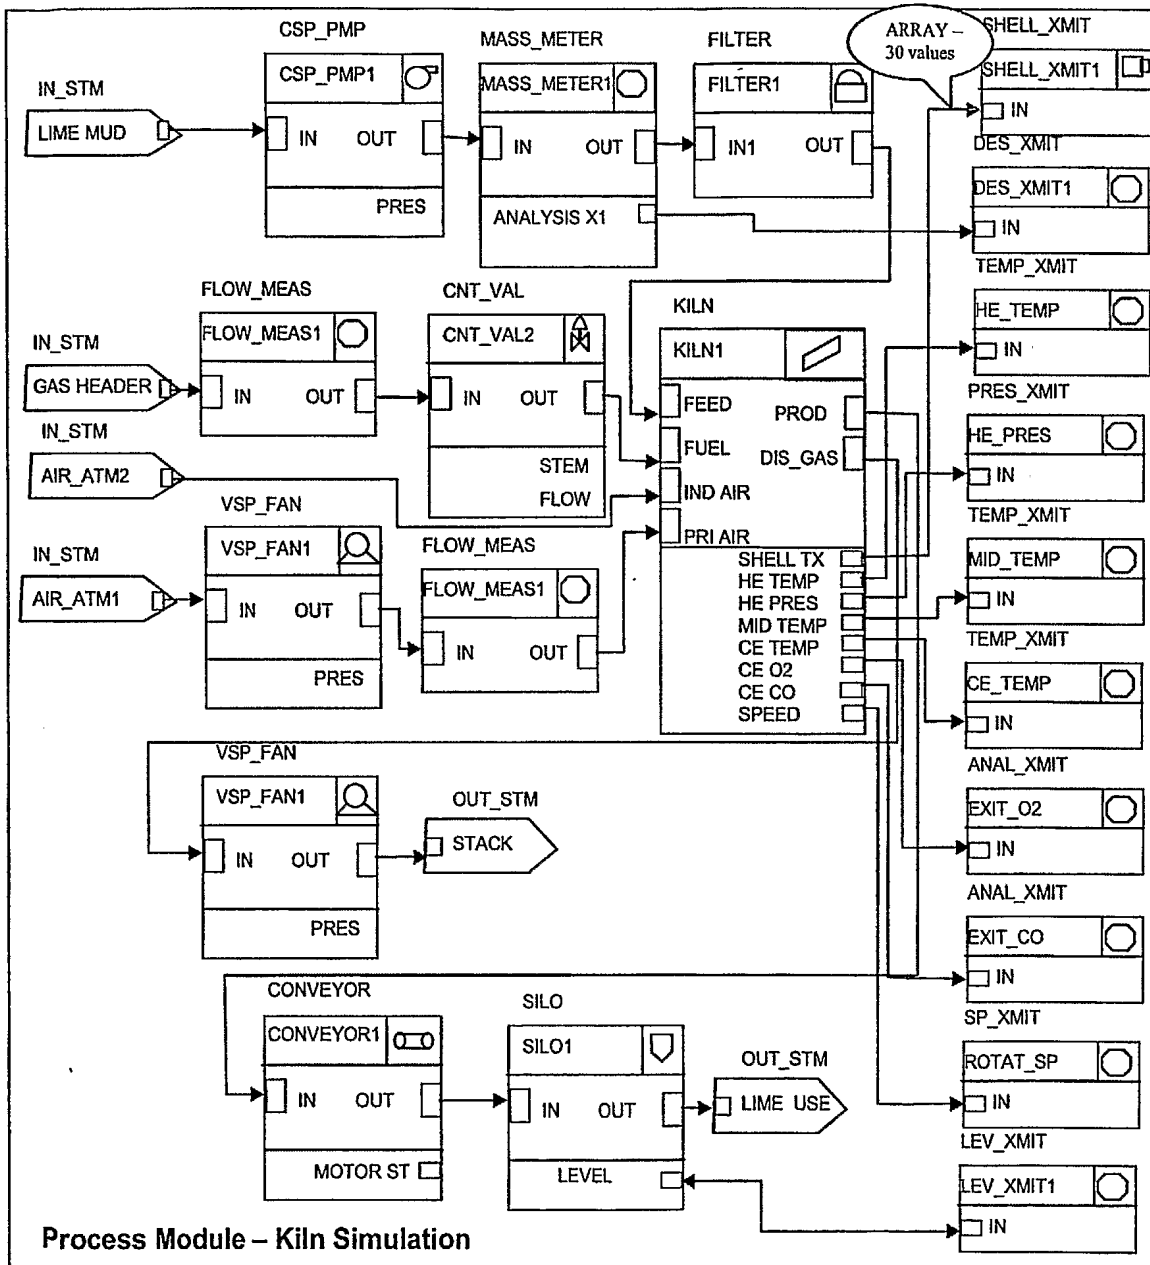 CSP_PMP
MASS_METER
FILTER
ARRAY –
30 values
SHELL_XMIT
CSP_PMP1
MASS_METER1
FILTER1
SHELL_XMIT1
IN_STM
LIME MUD
IN OUT
IN OUT
IN1 OUT
IN
DES_XMIT
PRES
ANALYSIS X1
DES_XMIT1
IN
TEMP_XMIT
FLOW_MEAS
CNT_VAL
KILN
FLOW_MEAS1
CNT_VAL2
KILN1
HE_TEMP
IN
IN_STM
GAS HEADER
IN OUT
IN OUT
FEED
PROD
PRES_XMIT
IN_STM
FUEL
DIS_GAS
HE_PRES
AIR_ATM2
STEM
FLOW
IND AIR
IN
VSP_FAN
PRI AIR
TEMP_XMIT
IN_STM
VSP_FAN1
FLOW_MEAS
SHELL TX
HE TEMP
HE PRES
MID TEMP
CE TEMP
CE O2
CE CO
SPEED
MID_TEMP
IN
AIR_ATM1
IN OUT
FLOW_MEAS1
IN OUT
TEMP_XMIT
PRES
CE_TEMP
IN
VSP_FAN
ANAL_XMIT
VSP_FAN1
OUT_STM
EXIT_O2
STACK
IN OUT
IN
ANAL_XMIT
PRES
EXIT_CO
IN
CONVEYOR
SILO
SP_XMIT
CONVEYOR1
SILO1
OUT_STM
ROTAT_SP
IN OUT
IN OUT
LIME USE
IN
LEV_XMIT
MOTOR ST
LEVEL
LEV_XMIT1
IN
Process Module – Kiln Simulation